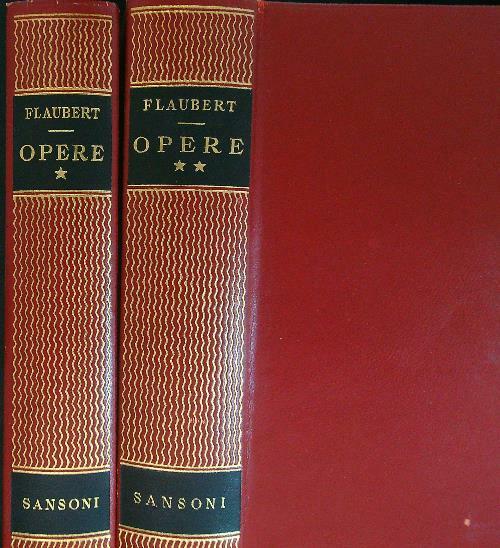 FLAUBERT
OPERE
★
SANSONI
FLAUBERT
OPERE
★★
SANSONI